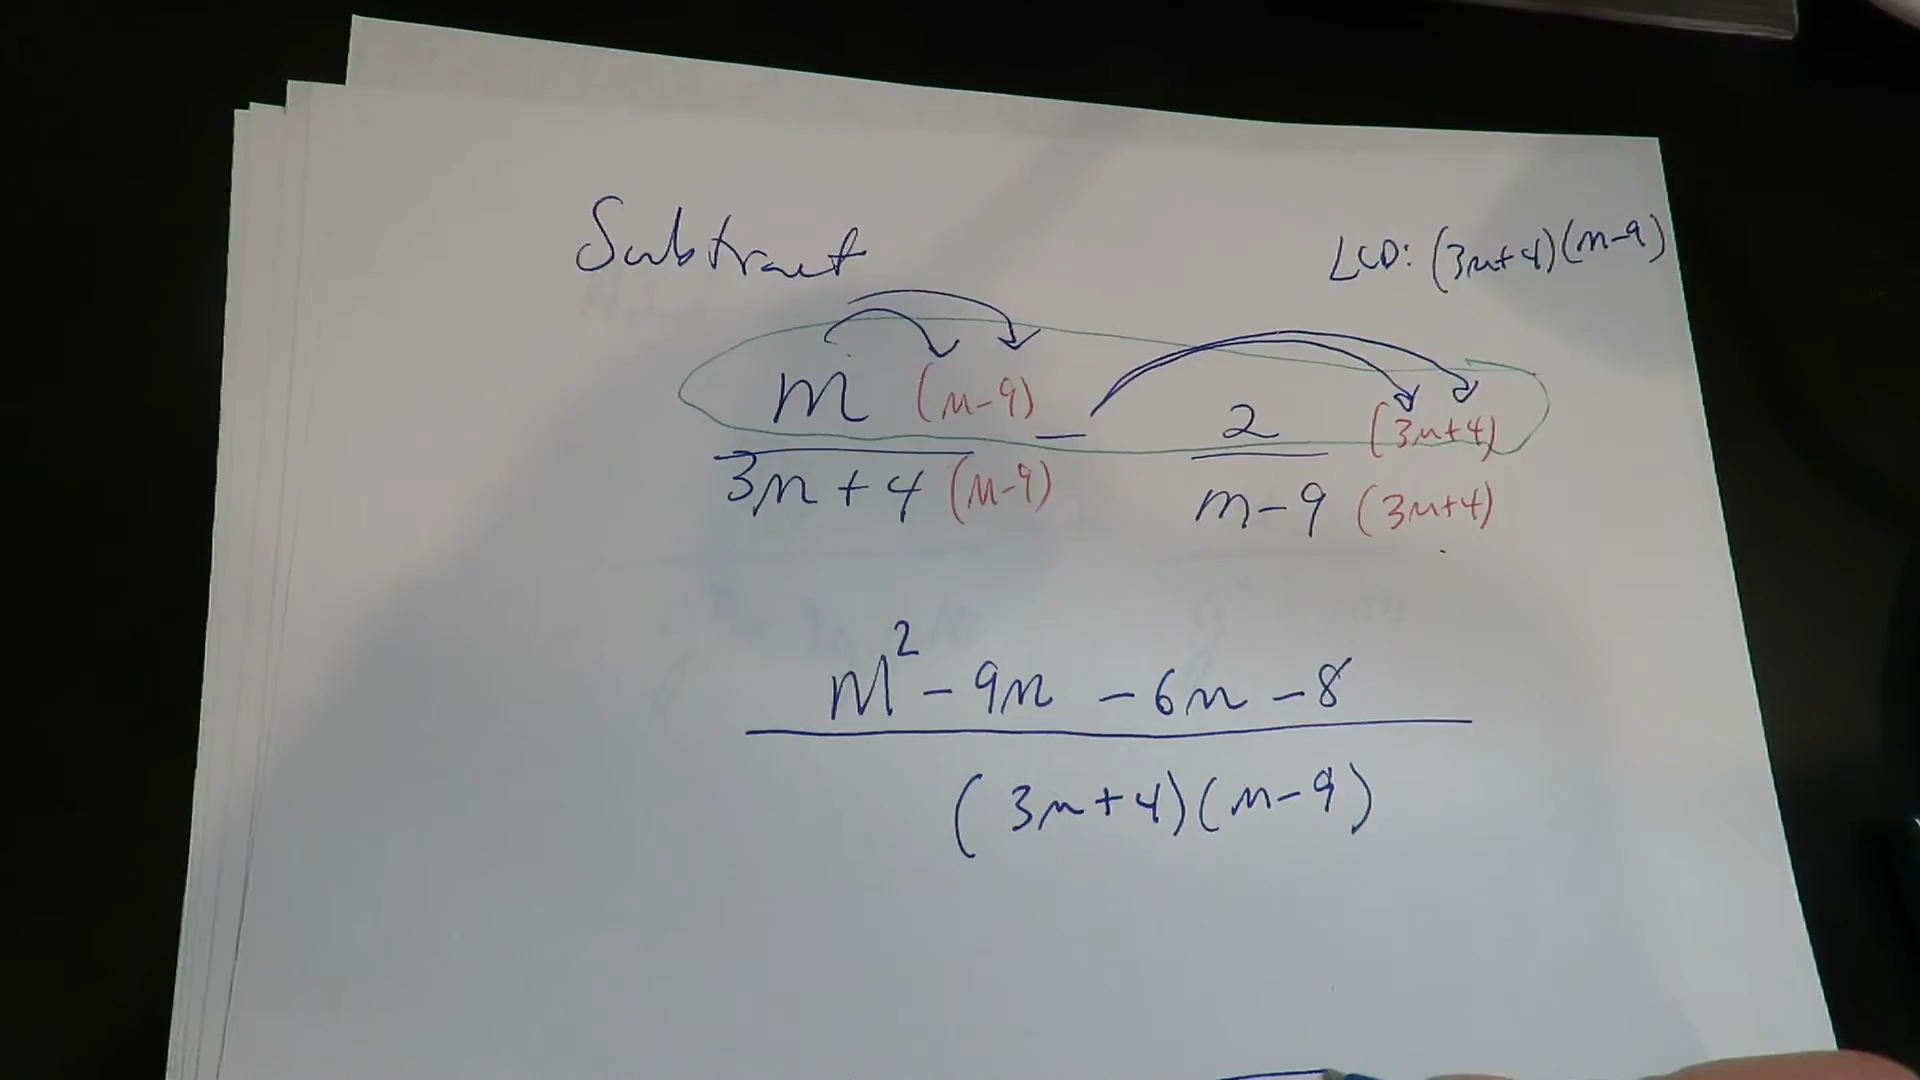 Subtract
LCD: (3m+4)(m-9)
m (m-9) - 2 (3m+4)
3m+4 (m-9) m-9 (3m+4)
m² - 9m - 6m - 8
(3m+4)(m-9)